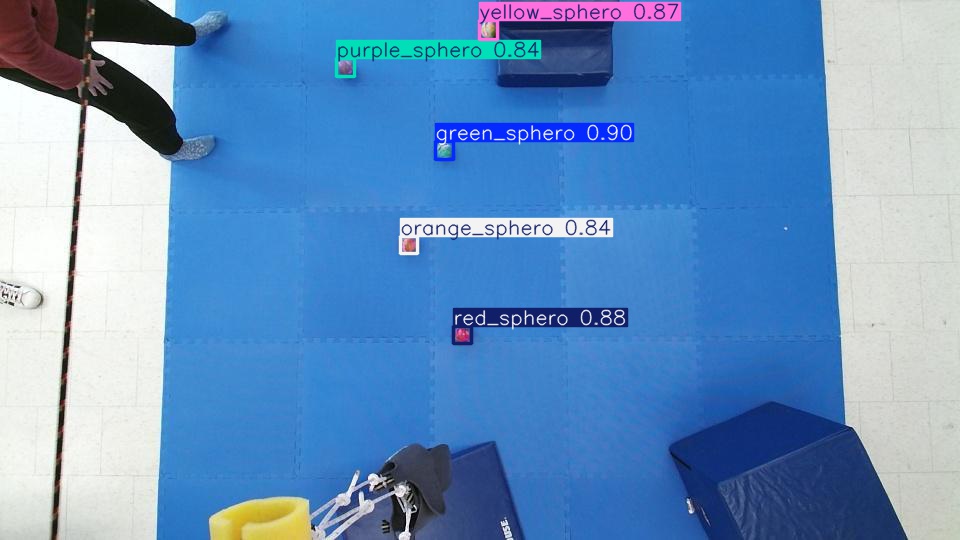 yellow_sphero 0.87
purple_sphero 0.84
green_sphero 0.90
orange_sphero 0.84
red_sphero 0.88